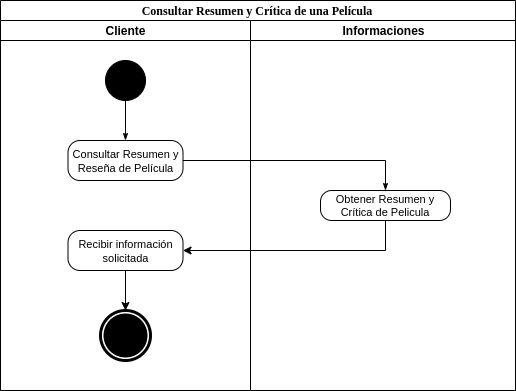 Consultar Resumen y Crítica de una Película
Cliente
Informaciones
Consultar Resumen y
Reseña de Película
Obtener Resumen y
Crítica de Pelicula
Recibir información
solicitada